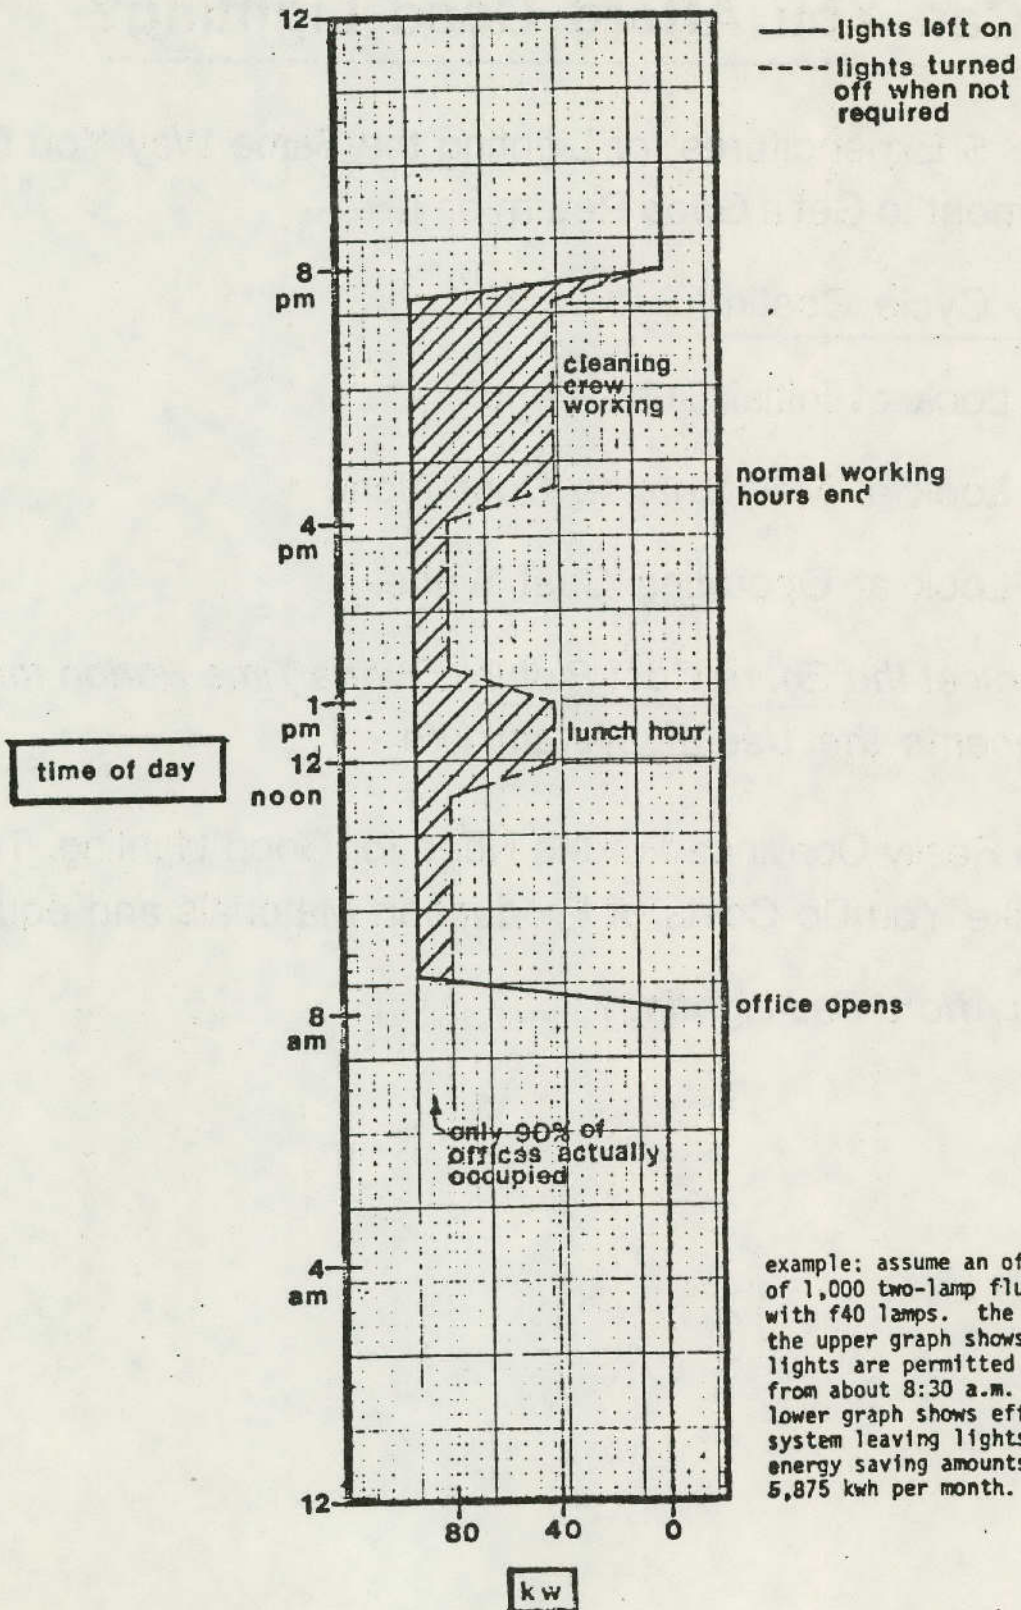 12
lights left on
lights turned
off when not
required
8
pm
cleaning
crew
working
normal working
hours end
4
pm
1
pm
lunch hour
time of day
12
noon
8
am
office opens
only 90% of
offices actually
occupied
4
am
example: assume an of
of 1,000 two-lamp flu
with f40 lamps. the
the upper graph shows
lights are permitted
from about 8:30 a.m.
lower graph shows eff
system leaving lights
energy saving amounts
5,875 kwh per month.
12
80
40
0
kw